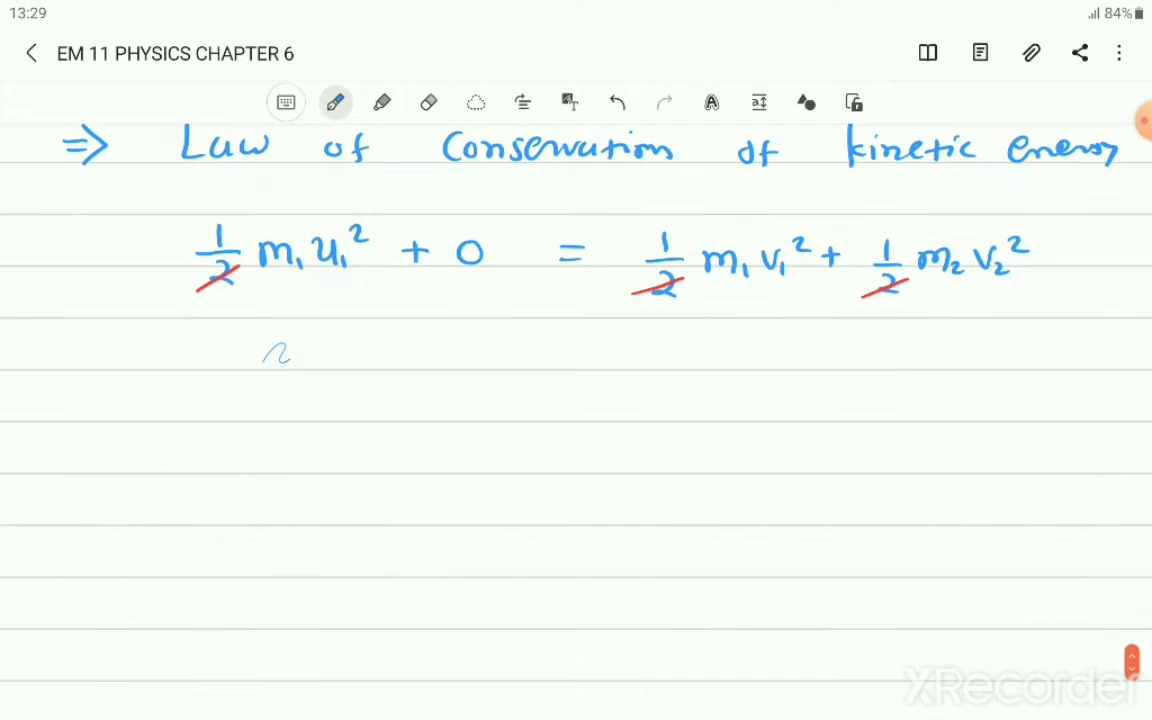 13:29 84%
EM 11 PHYSICS CHAPTER 6
=> Law of Conservation of kinetic energy
1/2 m₁u₁² + 0 = 1/2 m₁v₁² + 1/2 m₂v₂²
XRecorder